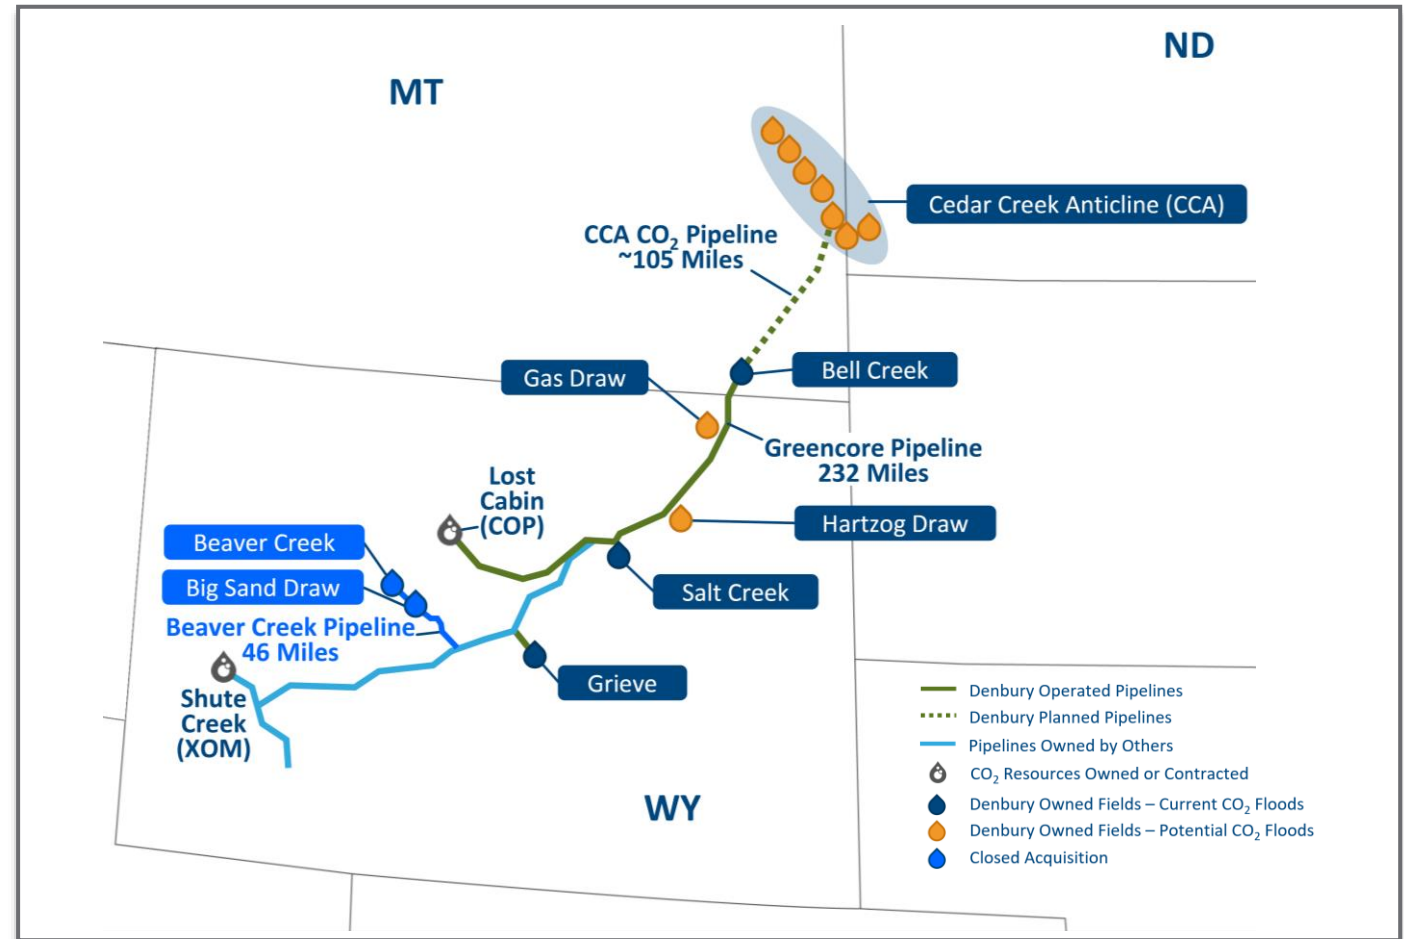 ND
MT
Cedar Creek Anticline (CCA)
CCA CO2 Pipeline
~105 Miles
Gas Draw
Bell Creek
Greencore Pipeline
232 Miles
Lost
Cabin
(COP)
Hartzog Draw
Beaver Creek
Big Sand Draw
Salt Creek
Beaver Creek Pipeline
46 Miles
Grieve
Shute
Creek
(XOM)
WY
Denbury Operated Pipelines
Denbury Planned Pipelines
Pipelines Owned by Others
CO2 Resources Owned or Contracted
Denbury Owned Fields – Current CO2 Floods
Denbury Owned Fields – Potential CO2 Floods
Closed Acquisition